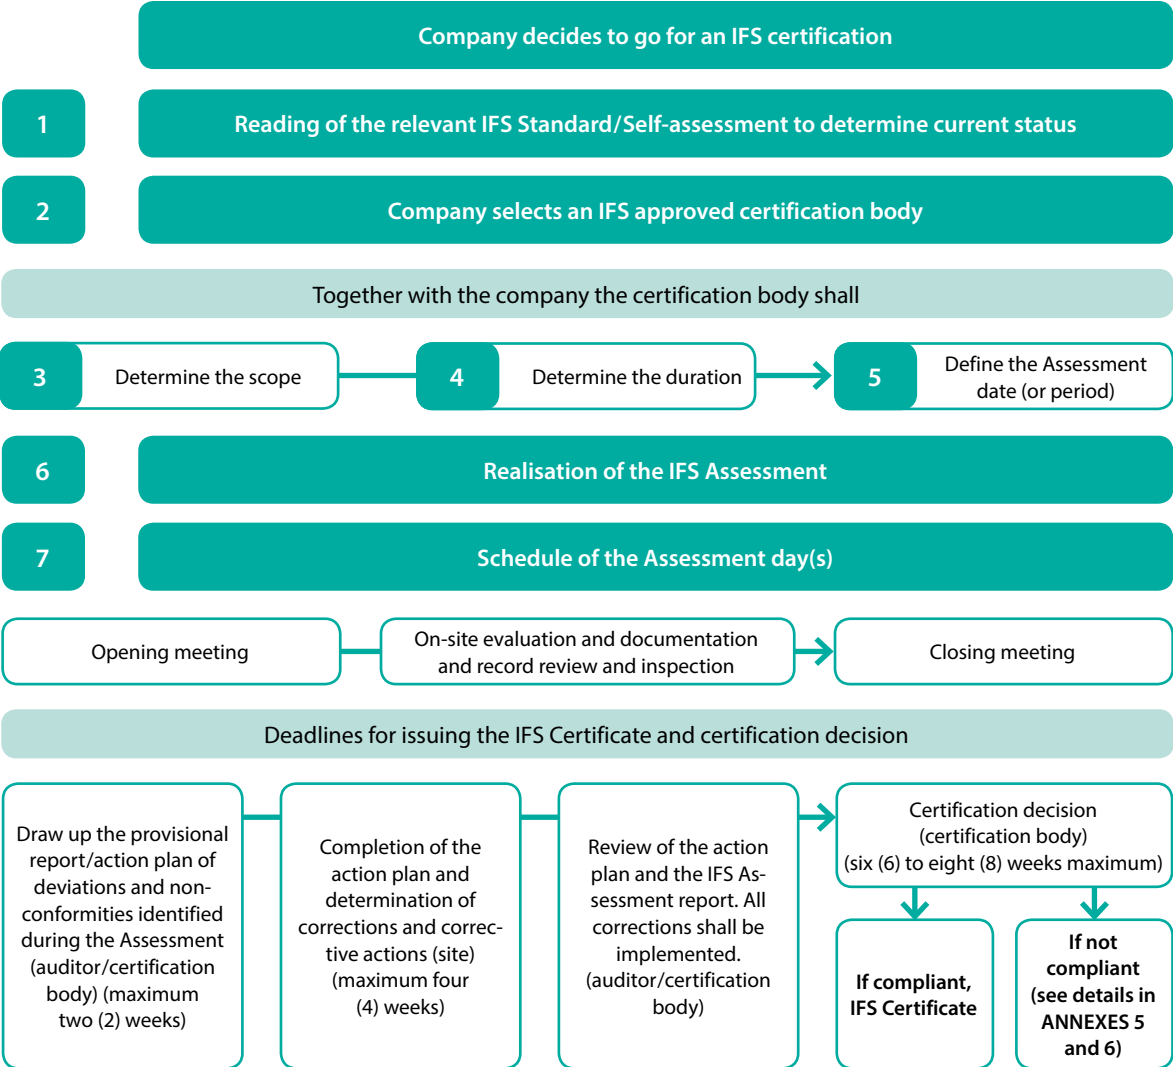 Company decides to go for an IFS certification
1
Reading of the relevant IFS Standard/Self-assessment to determine current status
2
Company selects an IFS approved certification body
Together with the company the certification body shall
3
Determine the scope
4
Determine the duration
5
Define the Assessment
date (or period)
6
Realisation of the IFS Assessment
7
Schedule of the Assessment day(s)
Opening meeting
On-site evaluation and documentation
and record review and inspection
Closing meeting
Deadlines for issuing the IFS Certificate and certification decision
Draw up the provisional
report/action plan of
deviations and non-
conformities identified
during the Assessment
(auditor/certification
body) (maximum
two (2) weeks)
Completion of the
action plan and
determination of
corrections and correc-
tive actions (site)
(maximum four
(4) weeks)
Review of the action
plan and the IFS As-
sessment report. All
corrections shall be
implemented.
(auditor/certification
body)
Certification decision
(certification body)
(six (6) to eight (8) weeks maximum)
If compliant,
IFS Certificate
If not
compliant
(see details in
ANNEXES 5
and 6)